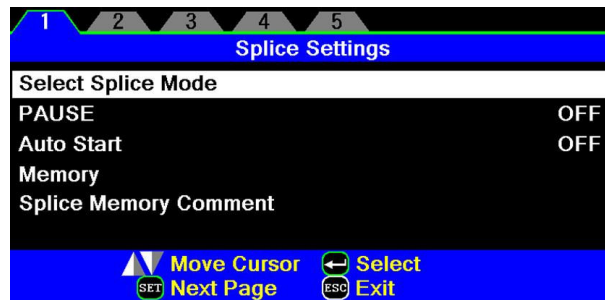 1 2 3 4 5
Splice Settings
Select Splice Mode
PAUSE OFF
Auto Start OFF
Memory
Splice Memory Comment
Move Cursor Select
SET Next Page ESC Exit